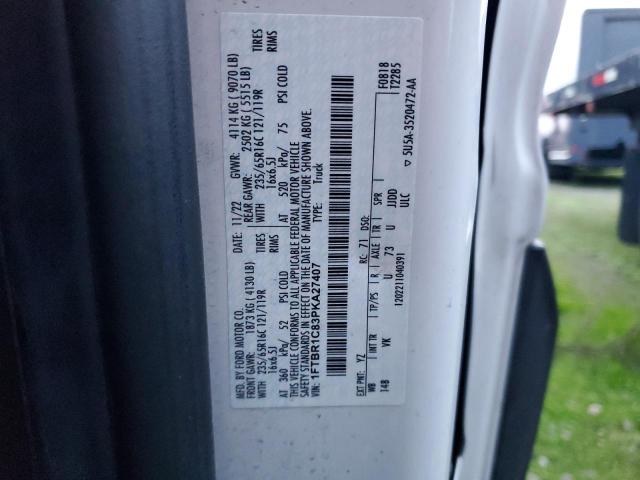 MFD. BY FORD MOTOR CO.
DATE: 11/22
GVWR: 4114 KG ( 9070 LB)
FRONT GAWR: 1873 KG ( 4130 LB)
REAR GAWR: 2502 KG ( 5515 LB)
WITH 235/65R16C 121/119R TIRES
WITH 235/65R16C 121/119R TIRES
16x6.5J RIMS
16x6.5J RIMS
AT 360 kPa/ 52 PSI COLD
AT 520 kPa/ 75 PSI COLD
THIS VEHICLE CONFORMS TO ALL APPLICABLE FEDERAL MOTOR VEHICLE
SAFETY STANDARDS IN EFFECT ON THE DATE OF MANUFACTURE SHOWN ABOVE.
VIN: 1FTBR1C83PKA27407
TYPE: Truck
F0818
T2285
EXT PNT: YZ
RC: 71
DSO:
WB
INT TR
TP/PS
R
AXLE
TR
SPR
148
VK
U
73
U
JJDD
ULC
1202211040391
5U5A-3520472-AA